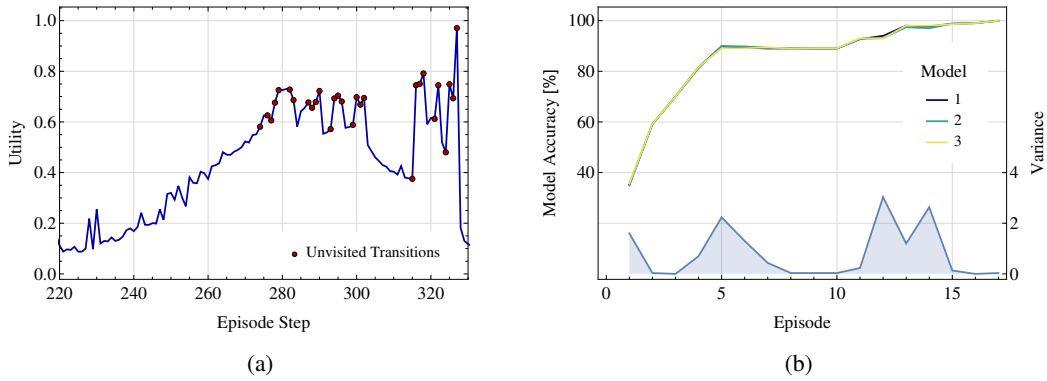 1.0
0.8
0.6
0.4
0.2
0.0
Utility
220 240 260 280 300 320
Episode Step
Unvisited Transitions
(a)
100
80
60
40
Model Accuracy [%]
Model
1
2
3
4
2
0
Variance
0 5 10 15
Episode
(b)